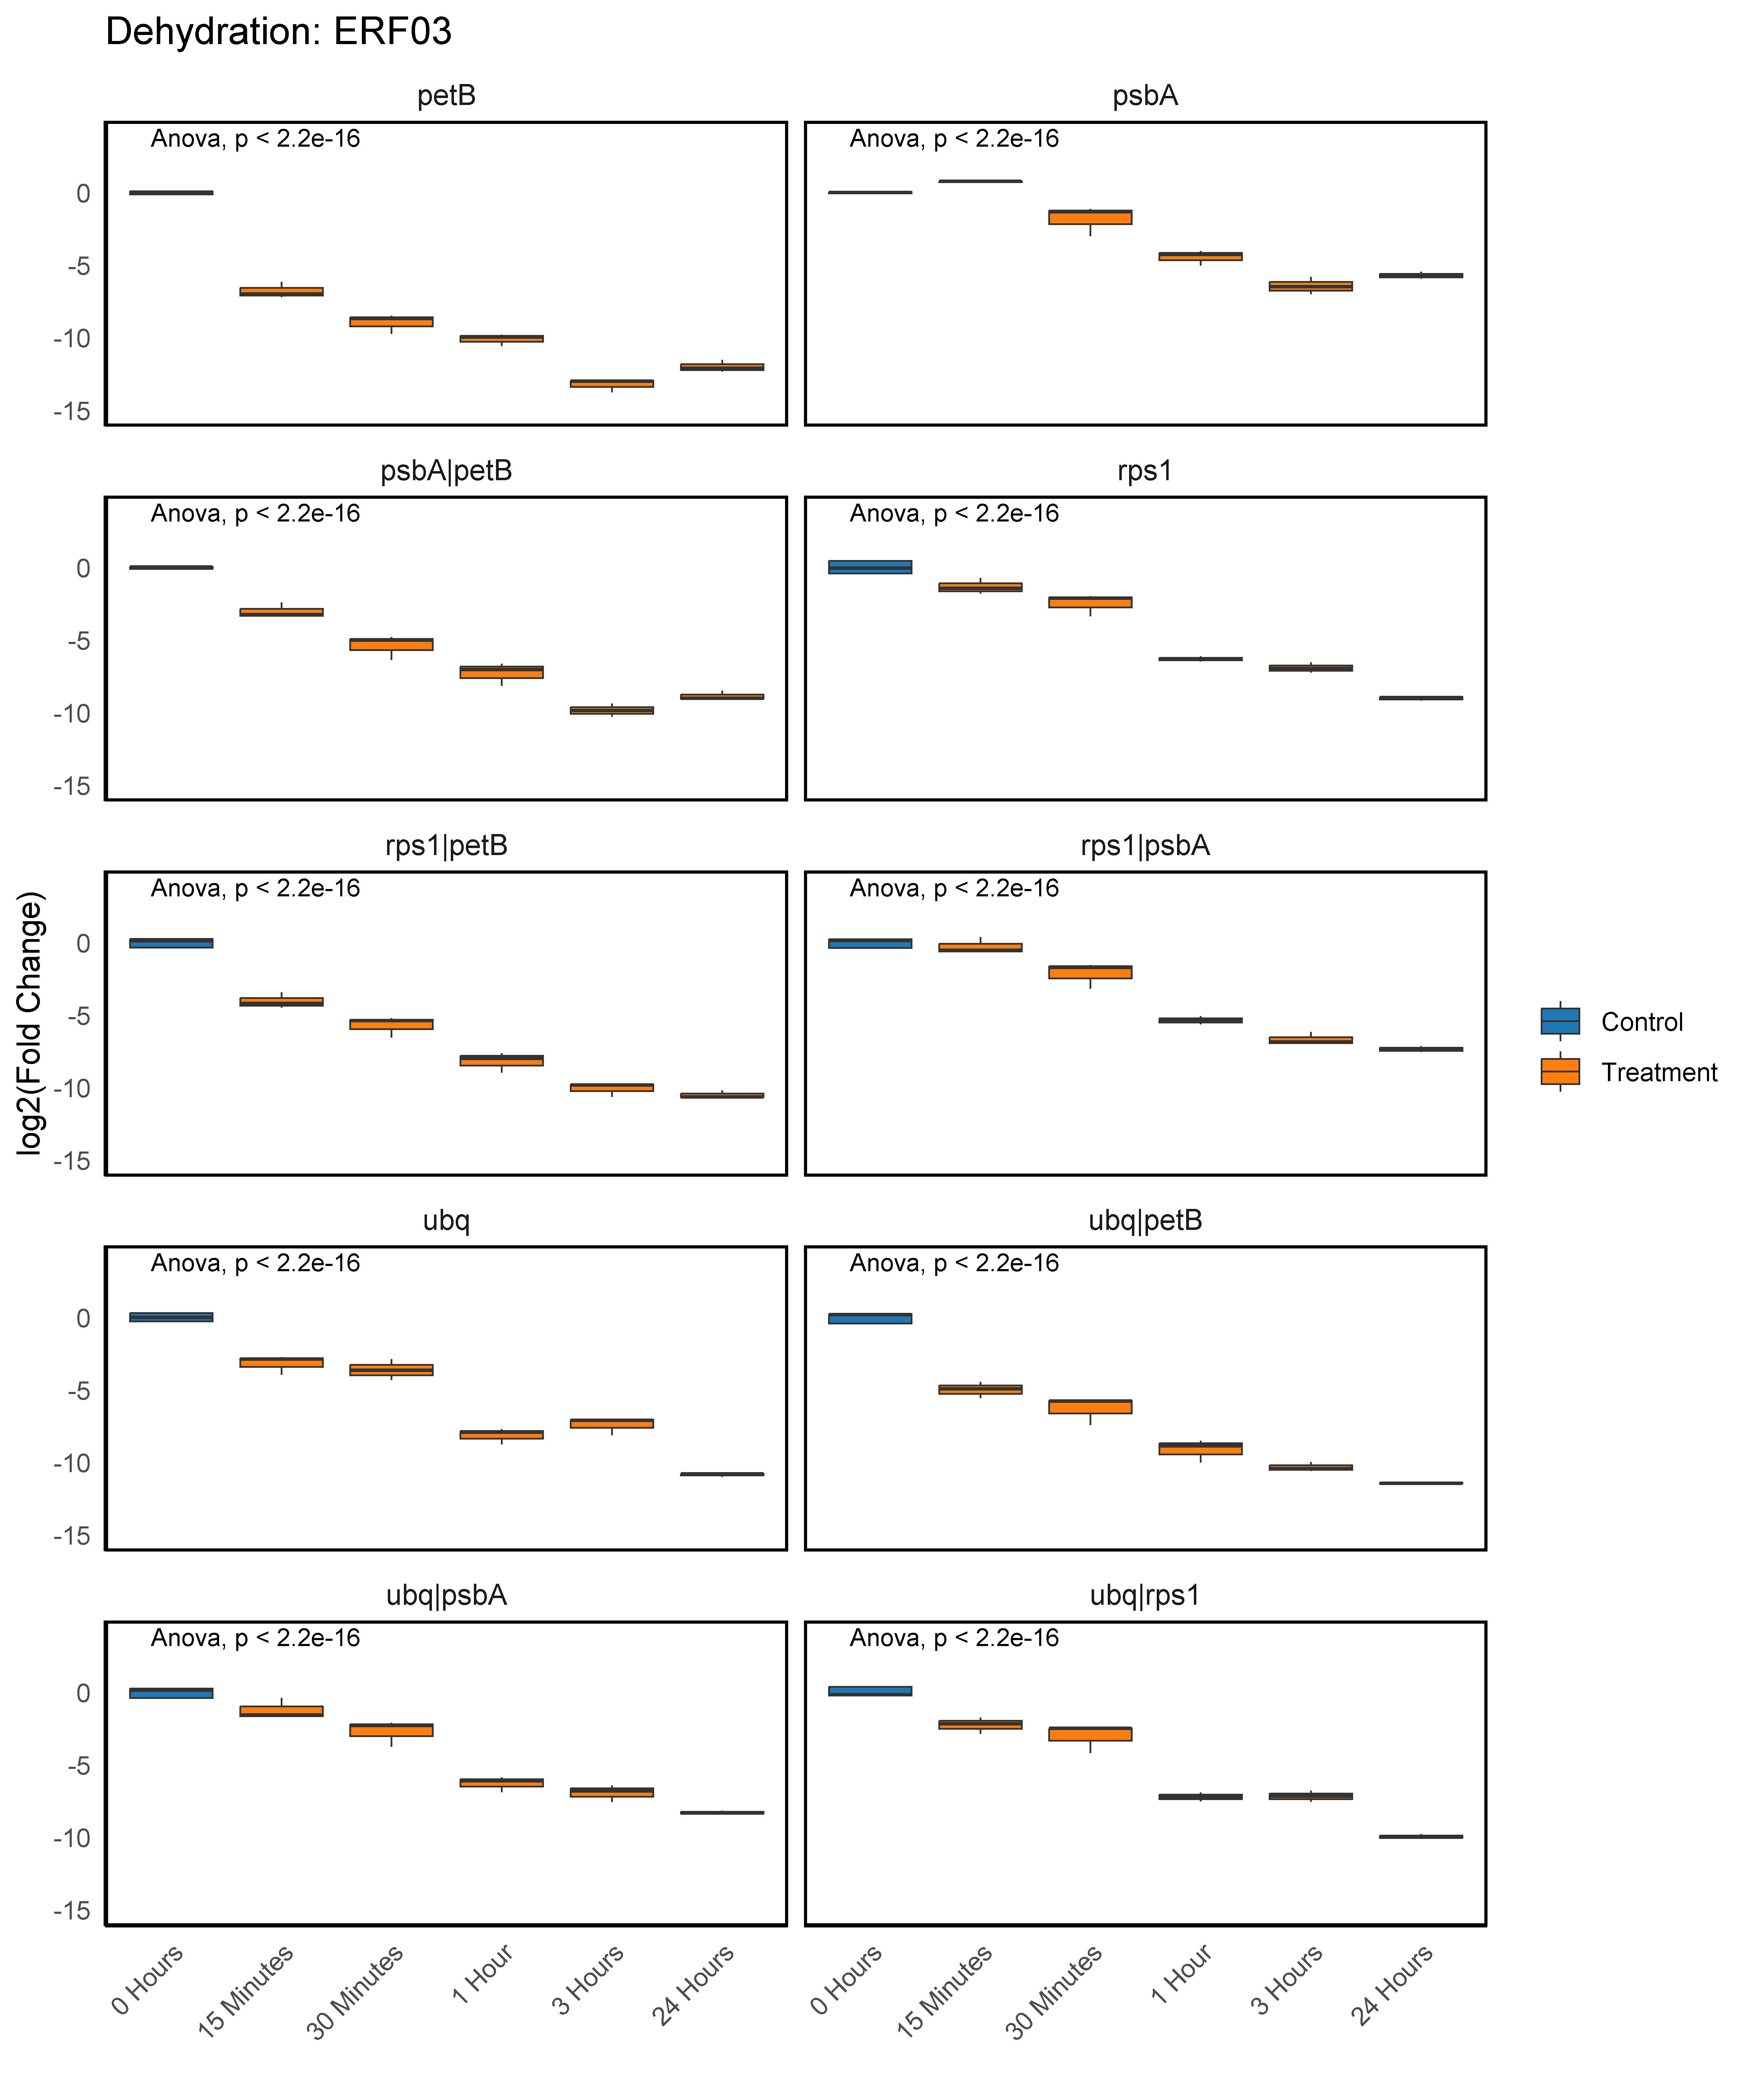 Dehydration: ERF03
petB
psbA
Anova, p < 2.2e-16
Anova, p < 2.2e-16
0
-5
-10
-15
psbA|petB
rps1
Anova, p < 2.2e-16
Anova, p < 2.2e-16
0
-5
-10
-15
rps1|petB
rps1|psbA
Anova, p < 2.2e-16
Anova, p < 2.2e-16
0
-5
-10
-15
log2(Fold Change)
Control
Treatment
ubq
ubq|petB
Anova, p < 2.2e-16
Anova, p < 2.2e-16
0
-5
-10
-15
ubq|psbA
ubq|rps1
Anova, p < 2.2e-16
Anova, p < 2.2e-16
0
-5
-10
-15
0 Hours
15 Minutes
30 Minutes
1 Hour
3 Hours
24 Hours
0 Hours
15 Minutes
30 Minutes
1 Hour
3 Hours
24 Hours